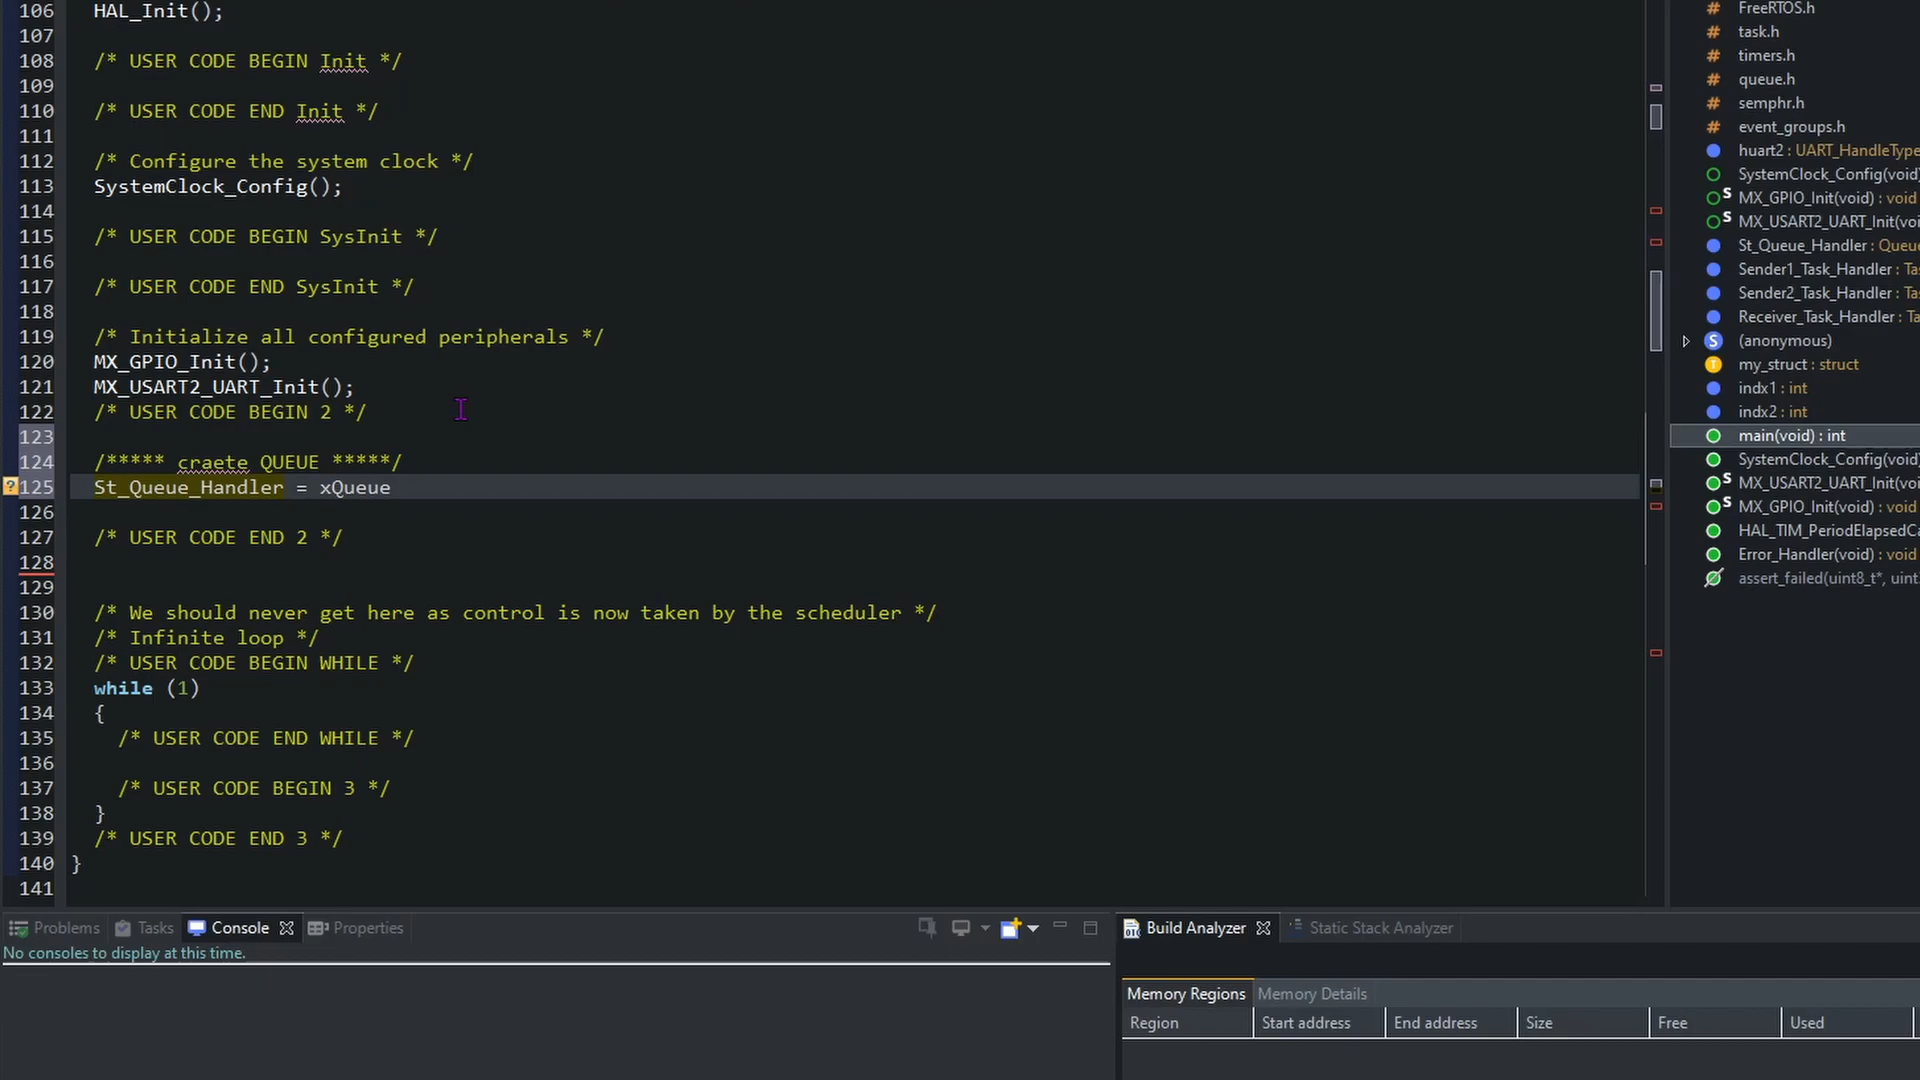 106 HAL_Init();
107
108 /* USER CODE BEGIN Init */
109
110 /* USER CODE END Init */
111
112 /* Configure the system clock */
113 SystemClock_Config();
114
115 /* USER CODE BEGIN SysInit */
116
117 /* USER CODE END SysInit */
118
119 /* Initialize all configured peripherals */
120 MX_GPIO_Init();
121 MX_USART2_UART_Init();
122 /* USER CODE BEGIN 2 */
123
124 /***** craete QUEUE *****/
125 St_Queue_Handler = xQueue
126
127 /* USER CODE END 2 */
128
129
130 /* We should never get here as control is now taken by the scheduler */
131 /* Infinite loop */
132 /* USER CODE BEGIN WHILE */
133 while (1)
134 {
135 /* USER CODE END WHILE */
136
137 /* USER CODE BEGIN 3 */
138 }
139 /* USER CODE END 3 */
140 }
141
FreeRTOS.h
task.h
timers.h
queue.h
semphr.h
event_groups.h
huart2 : UART_HandleType
SystemClock_Config(void)
MX_GPIO_Init(void) : void
MX_USART2_UART_Init(voi
St_Queue_Handler : Queue
Sender1_Task_Handler : Ta
Sender2_Task_Handler : Ta
Receiver_Task_Handler : Ta
(anonymous)
my_struct : struct
indx1 : int
indx2 : int
main(void) : int
SystemClock_Config(void)
MX_USART2_UART_Init(voi
MX_GPIO_Init(void) : void
HAL_TIM_PeriodElapsedCa
Error_Handler(void) : void
assert_failed(uint8_t*, uint
Problems Tasks Console Properties
No consoles to display at this time.
Build Analyzer Static Stack Analyzer
Memory Regions Memory Details
Region Start address End address Size Free Used